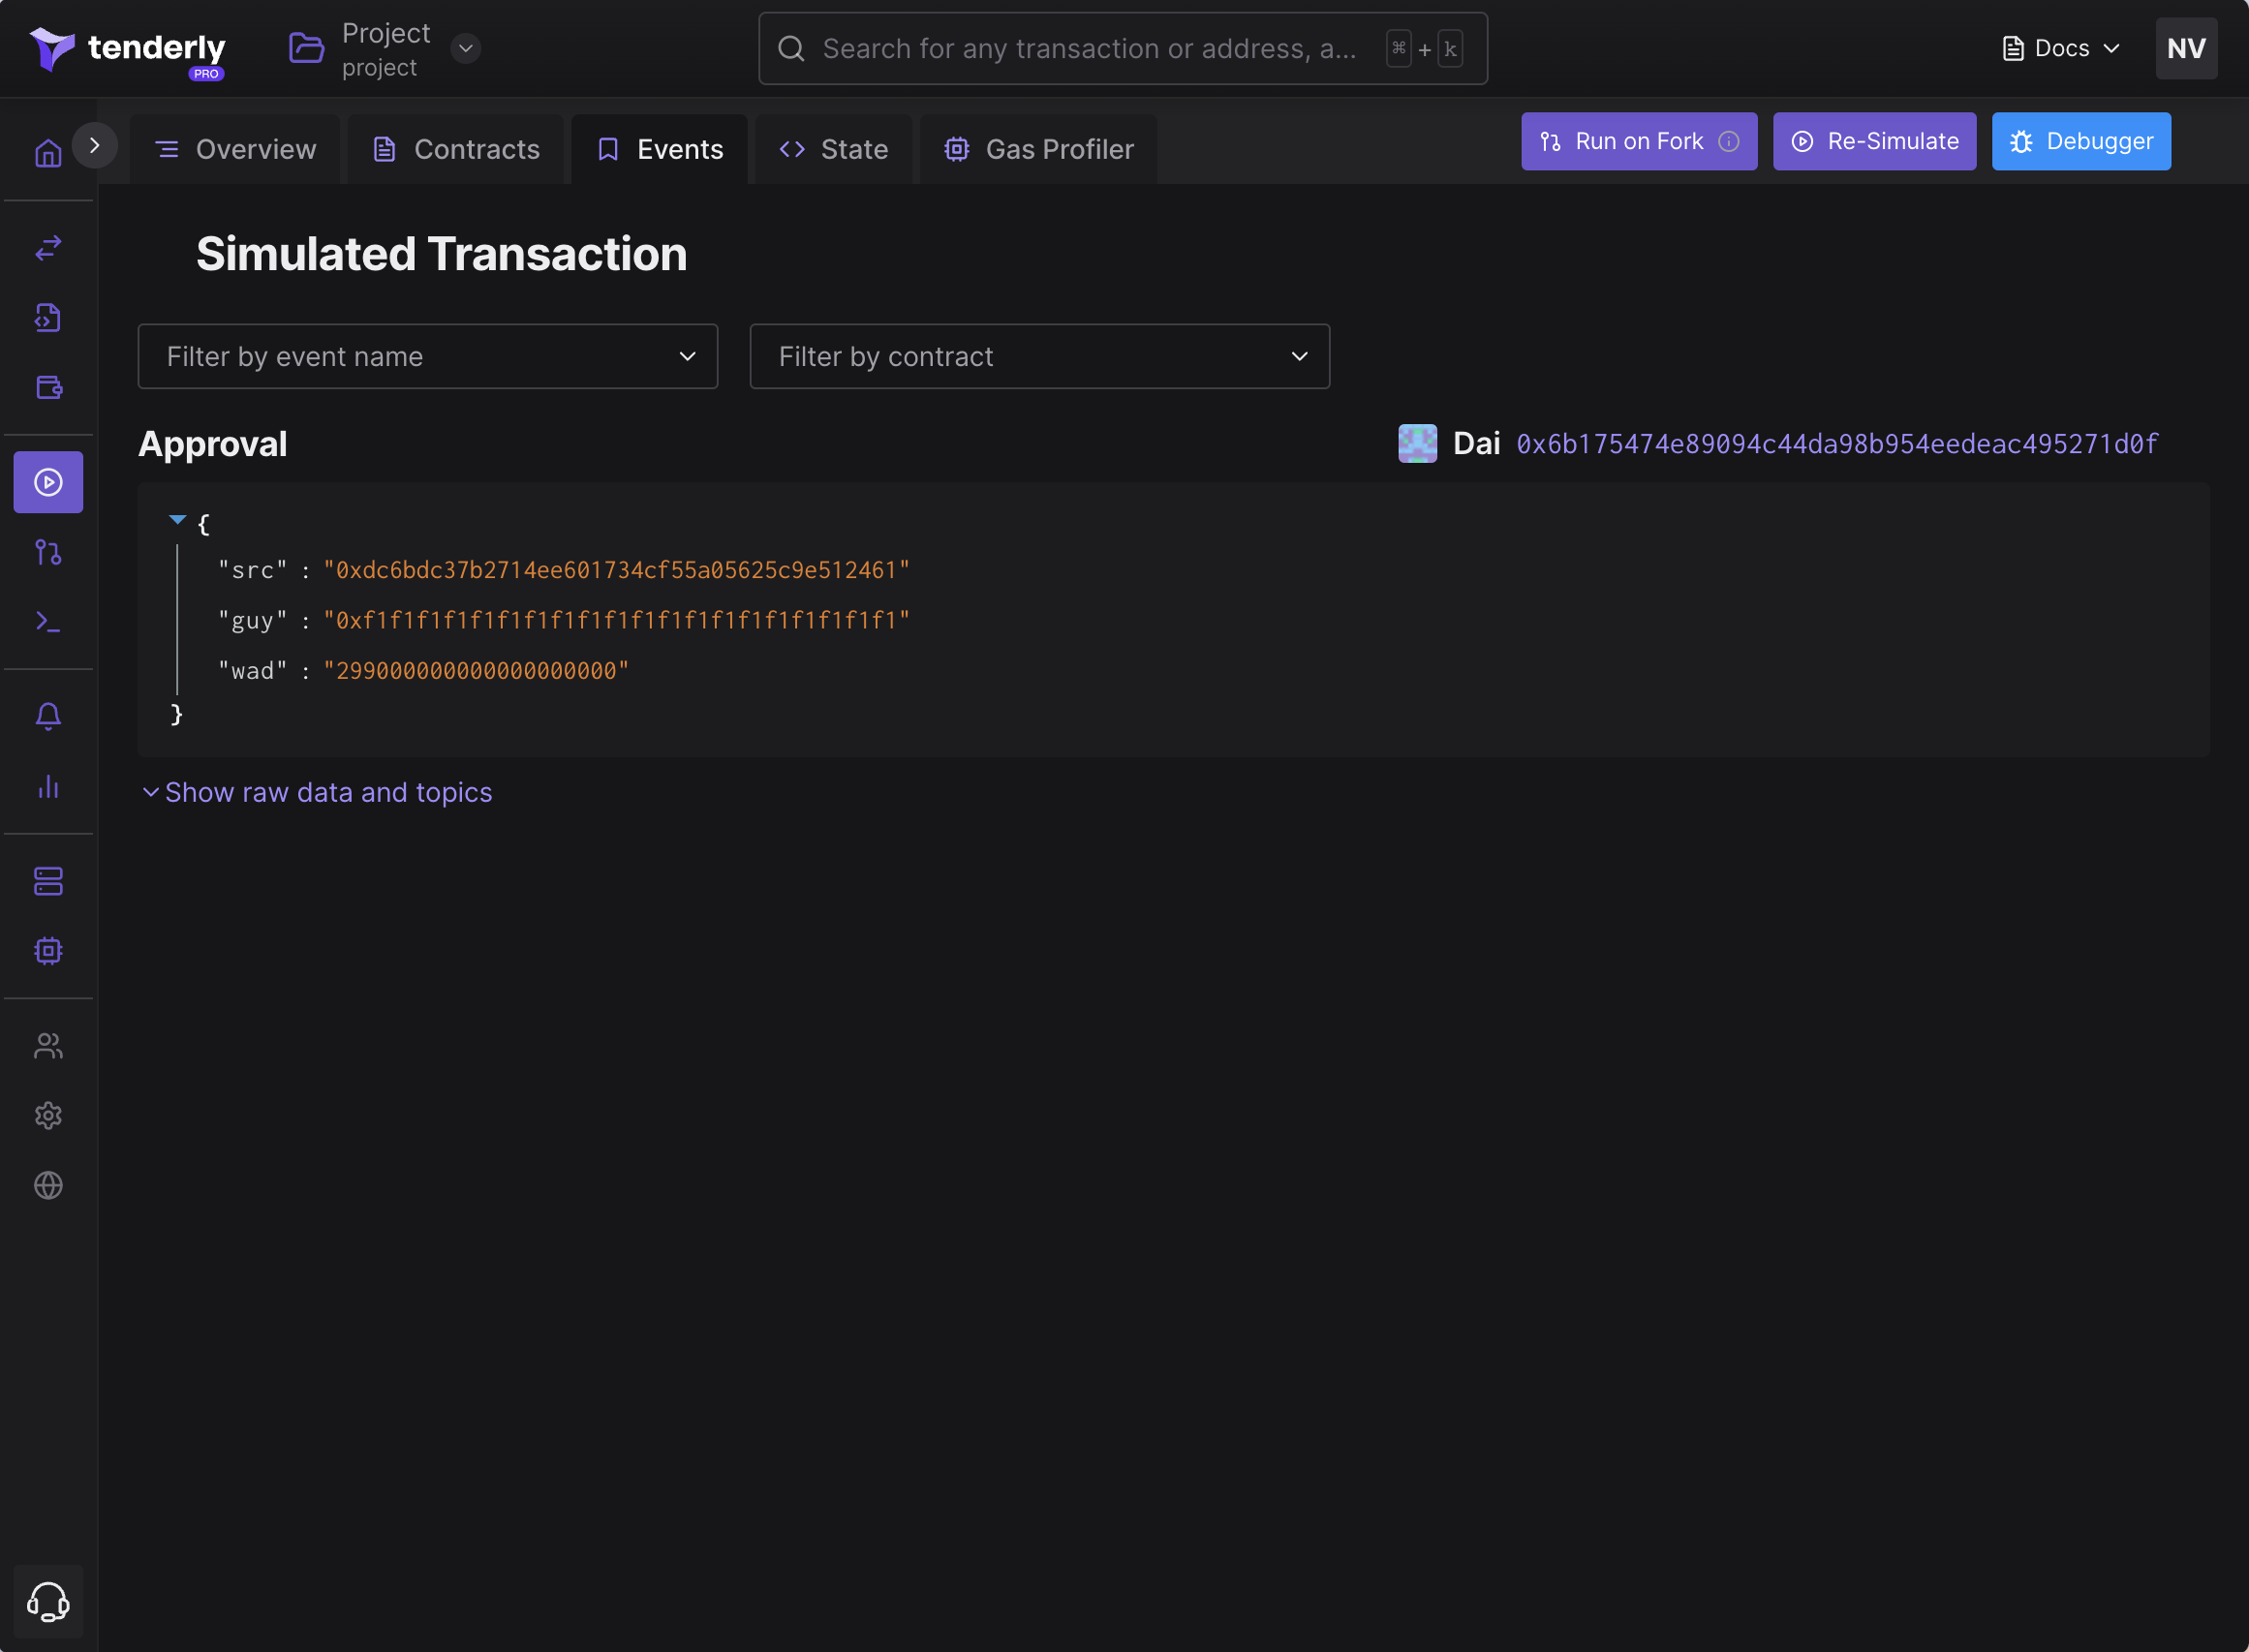 tenderly
PRO
Project
project
Search for any transaction or address, a...
⌘ + k
Docs
NV
Overview
Contracts
Events
State
Gas Profiler
Run on Fork
Re-Simulate
Debugger
Simulated Transaction
Filter by event name
Filter by contract
Approval
Dai 0x6b175474e89094c44da98b954eedeac495271d0f
{
"src" : "0xdc6bdc37b2714ee601734cf55a05625c9e512461"
"guy" : "0xf1f1f1f1f1f1f1f1f1f1f1f1f1f1f1f1f1f1f1f1"
"wad" : "299000000000000000000"
}
Show raw data and topics